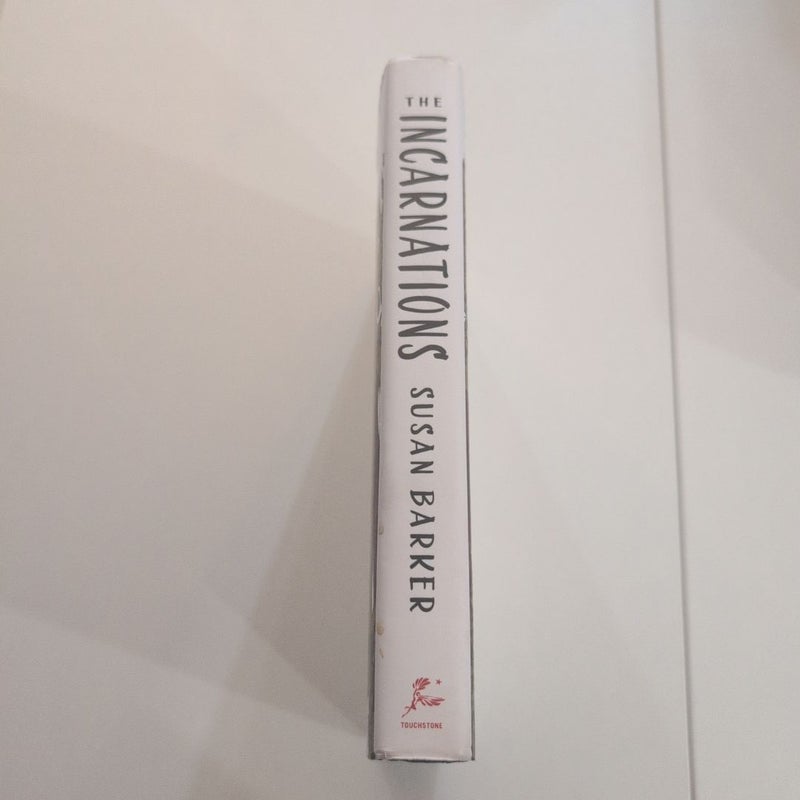 THE
INCARNATIONS
SUSAN BARKER
TOUCHSTONE